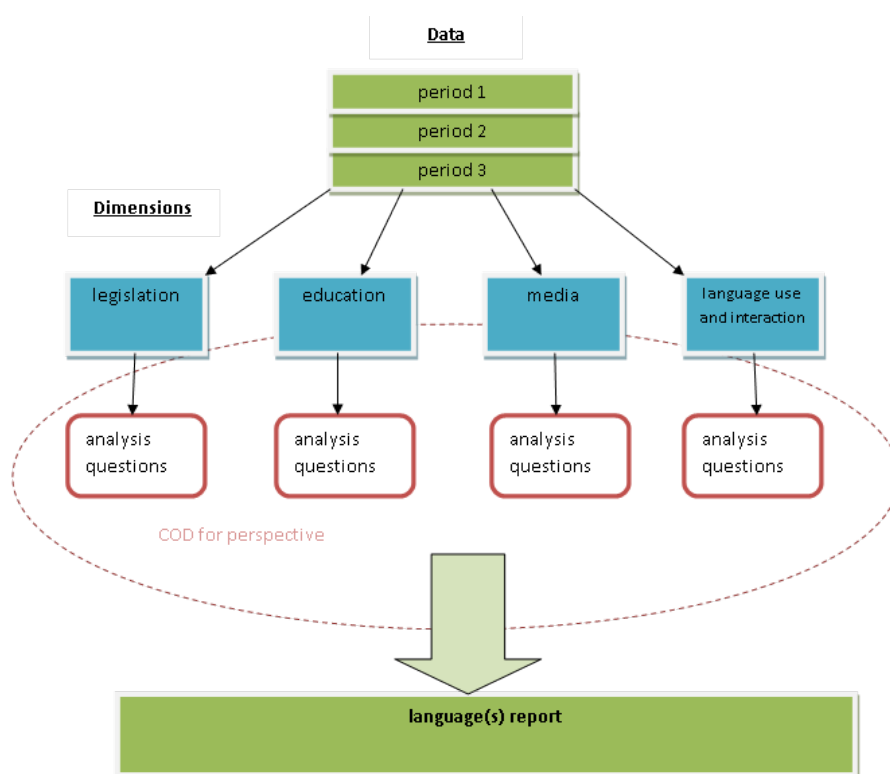 Data
period 1
period 2
period 3
Dimensions
legislation
education
media
language use
and interaction
analysis
questions
analysis
questions
analysis
questions
analysis
questions
COD for perspective
language(s) report